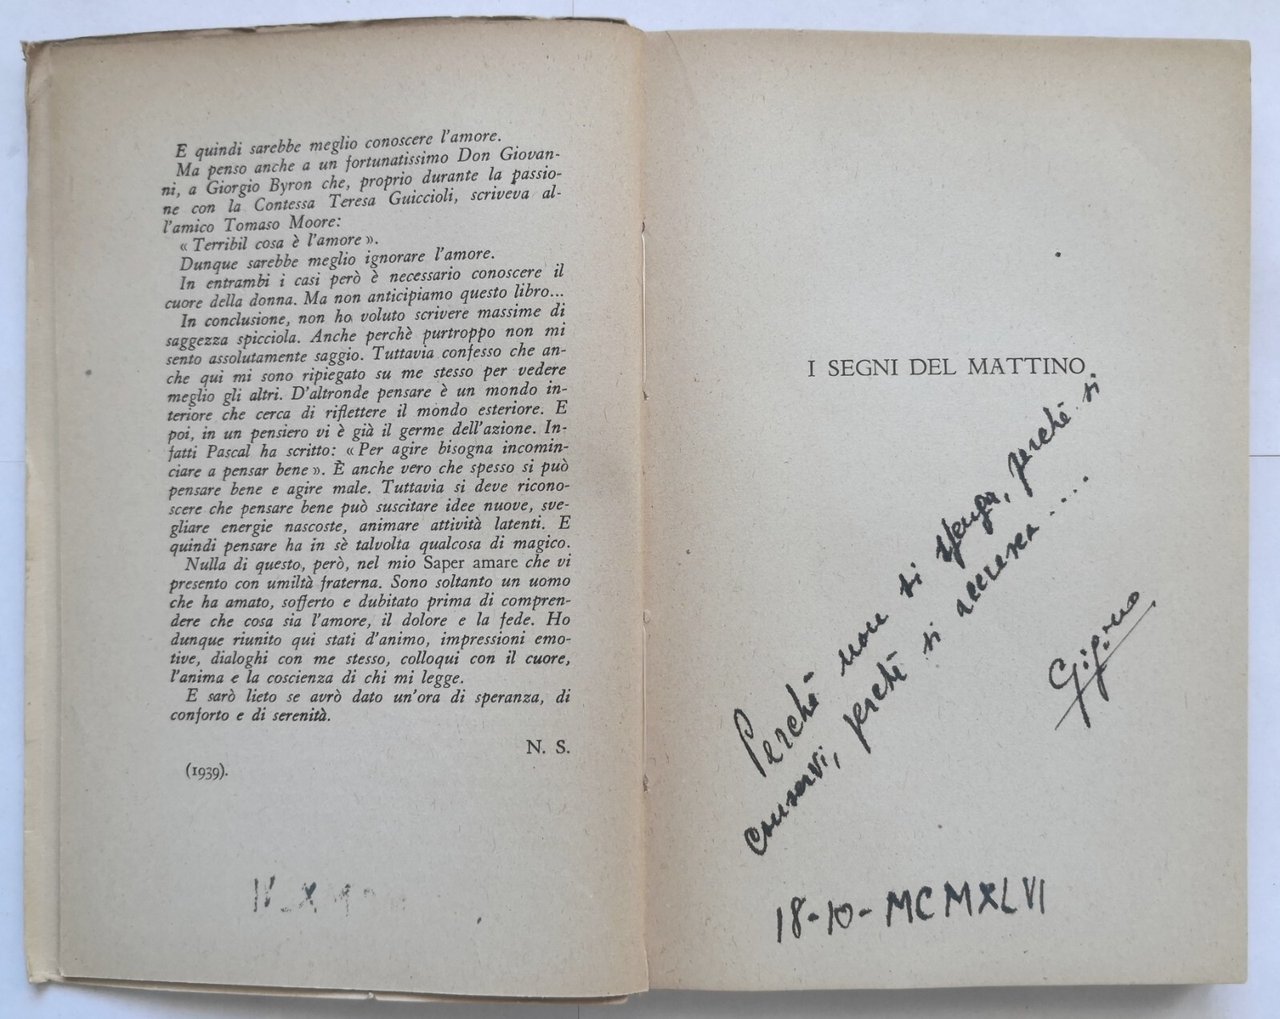 E quindi sarebbe meglio conoscere l'amore.
Ma penso anche a un fortunatissimo Don Giovan-
ni, a Giorgio Byron che, proprio durante la passio-
ne con la Contessa Teresa Guiccioli, scriveva al-
l'amico Tomaso Moore:
« Terribil cosa è l'amore ».
Dunque sarebbe meglio ignorare l'amore.
In entrambi i casi però è necessario conoscere il
cuore della donna. Ma non anticipiamo questo libro...
In conclusione, non ho voluto scrivere massime di
saggezza spicciola. Anche perchè purtroppo non mi
sento assolutamente saggio. Tuttavia confesso che an-
che qui mi sono ripiegato su me stesso per vedere
meglio gli altri. D'altronde pensare è un mondo in-
teriore che cerca di riflettere il mondo esteriore. E
poi, in un pensiero vi è già il germe dell'azione. In-
fatti Pascal ha scritto: « Per agire bisogna incomin-
ciare a pensar bene ». È anche vero che spesso si può
pensare bene e agire male. Tuttavia si deve ricono-
scere che pensare bene può suscitare idee nuove, sve-
gliare energie nascoste, animare attività latenti. E
quindi pensare ha in sè talvolta qualcosa di magico.
Nulla di questo, però, nel mio Saper amare che vi
presento con umiltà fraterna. Sono soltanto un uomo
che ha amato, sofferto e dubitato prima di compren-
dere che cosa sia l'amore, il dolore e la fede. Ho
dunque riunito qui stati d'animo, impressioni emo-
tive, dialoghi con me stesso, colloqui con il cuore,
l'anima e la coscienza di chi mi legge.
E sarò lieto se avrò dato un'ora di speranza, di
conforto e di serenità.
N. S.
(1939).
I SEGNI DEL MATTINO
Perché non si spenga, perché si
conservi, perché si accresca ....
18-10-MCMXLVI